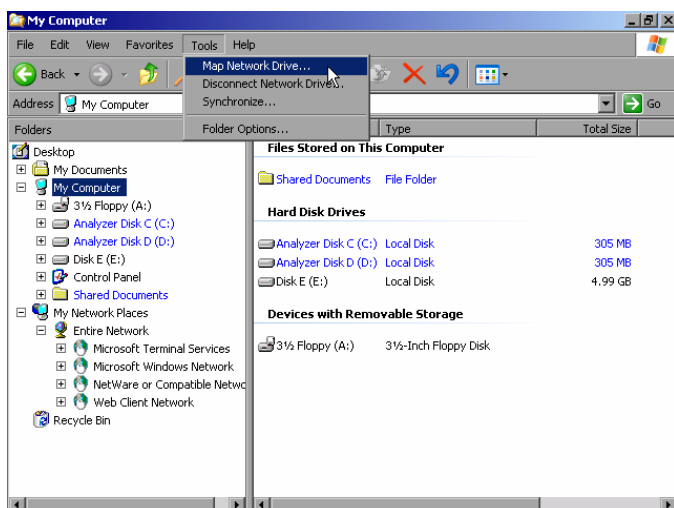 My Computer
File Edit View Favorites Tools Help
Map Network Drive...
Disconnect Network Drive...
Synchronize...
Folder Options...
Back
Address My Computer Go
Folders Type Total Size
Desktop
My Documents
My Computer
3½ Floppy (A:)
Analyzer Disk C (C:)
Analyzer Disk D (D:)
Disk E (E:)
Control Panel
Shared Documents
My Network Places
Entire Network
Microsoft Terminal Services
Microsoft Windows Network
NetWare or Compatible Netwo
Web Client Network
Recycle Bin
Files Stored on This Computer
Shared Documents File Folder
Hard Disk Drives
Analyzer Disk C (C:) Local Disk 305 MB
Analyzer Disk D (D:) Local Disk 305 MB
Disk E (E:) Local Disk 4.99 GB
Devices with Removable Storage
3½ Floppy (A:) 3½-Inch Floppy Disk